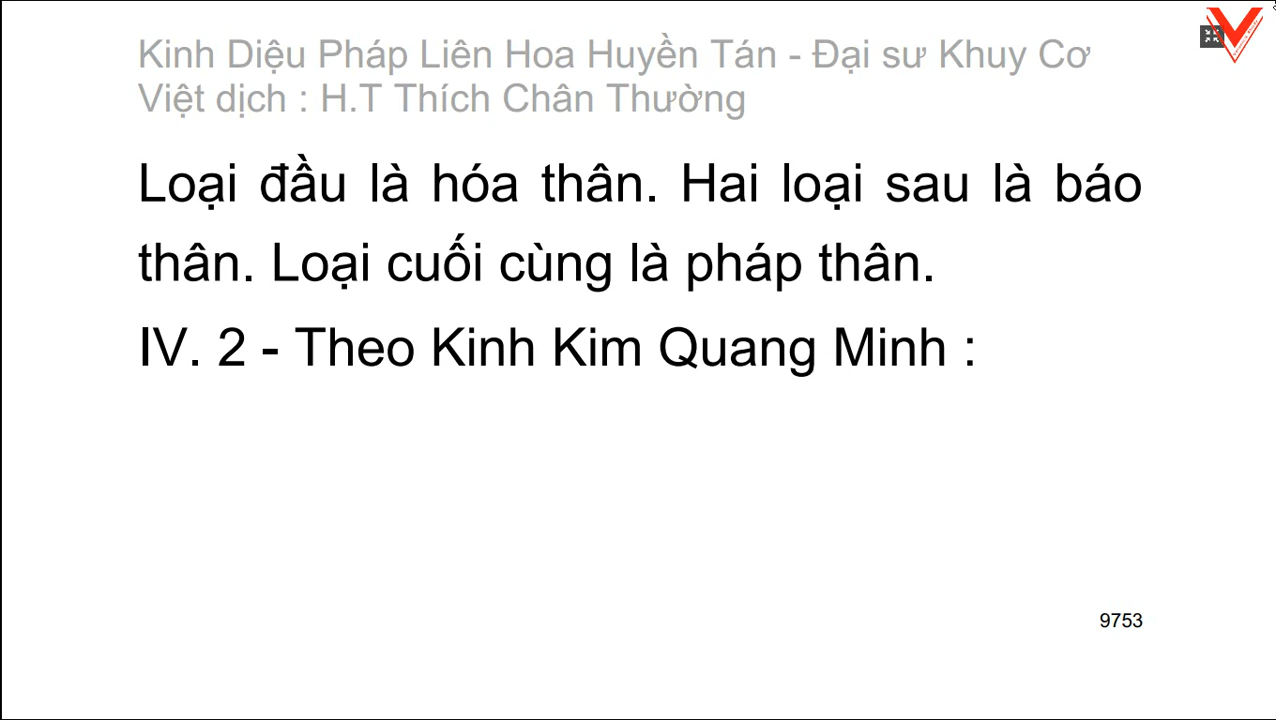 Kinh Diệu Pháp Liên Hoa Huyền Tán - Đại sư Khuy Cơ
Việt dịch : H.T Thích Chân Thường
Loại đầu là hóa thân. Hai loại sau là báo
thân. Loại cuối cùng là pháp thân.
IV. 2 - Theo Kinh Kim Quang Minh :
9753